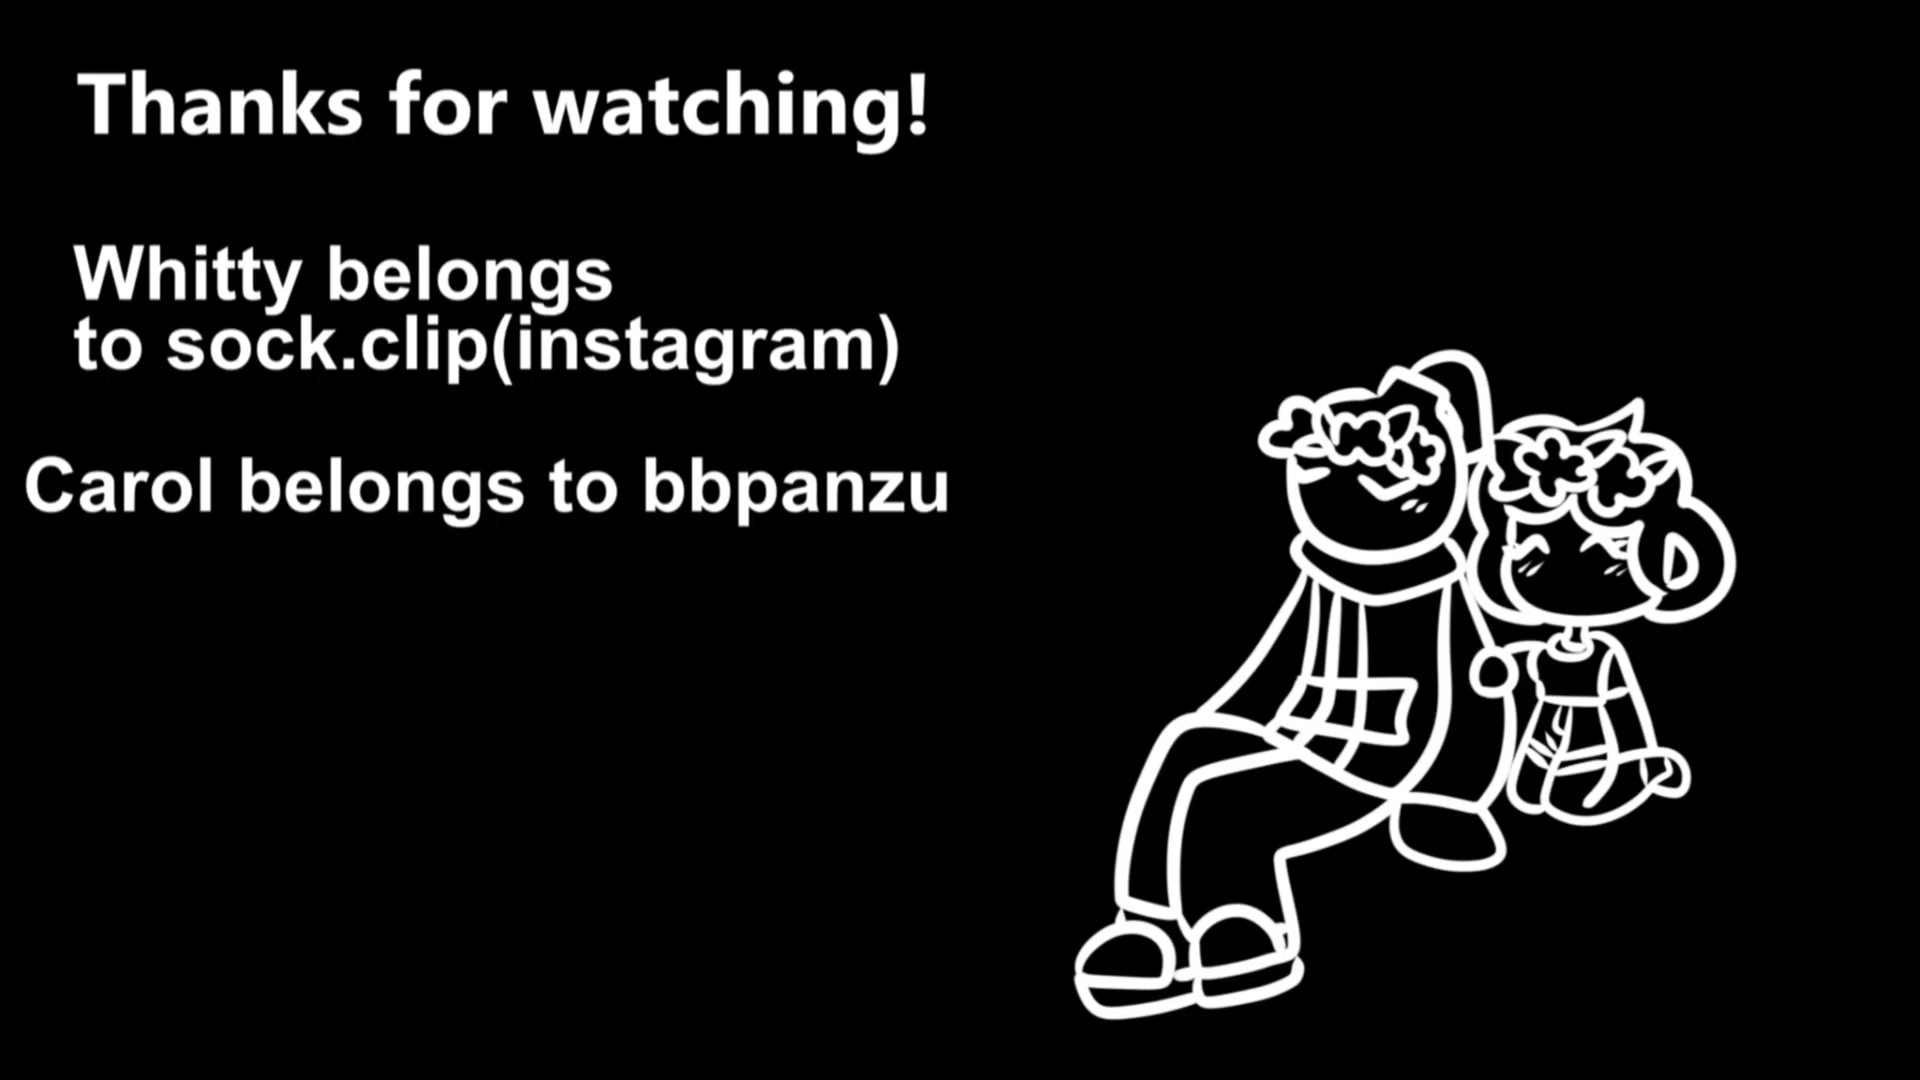 Thanks for watching!
Whitty belongs
to sock.clip(instagram)
Carol belongs to bbpanzu